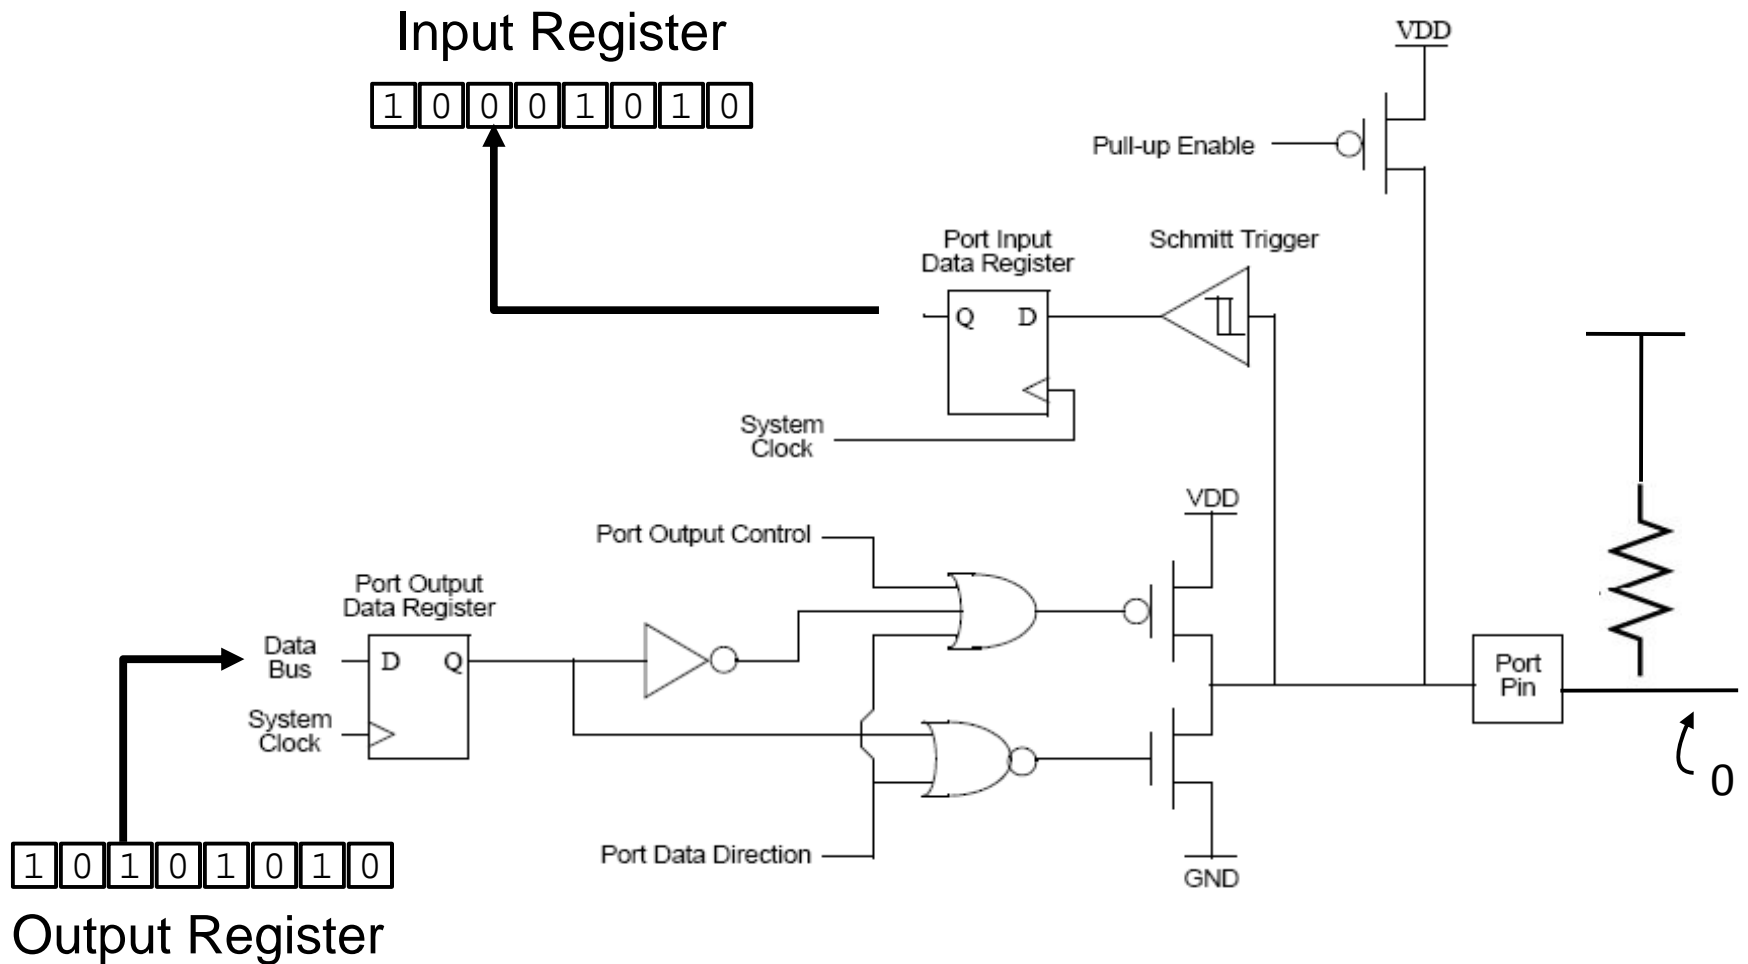 Input Register
1 0 0 0 1 0 1 0
VDD
Pull-up Enable
Port Input
Data Register
Schmitt Trigger
Q D
System
Clock
VDD
Port Output Control
Port Output
Data Register
Data
Bus
D Q
System
Clock
Port
Pin
0
Port Data Direction
GND
1 0 1 0 1 0 1 0
Output Register